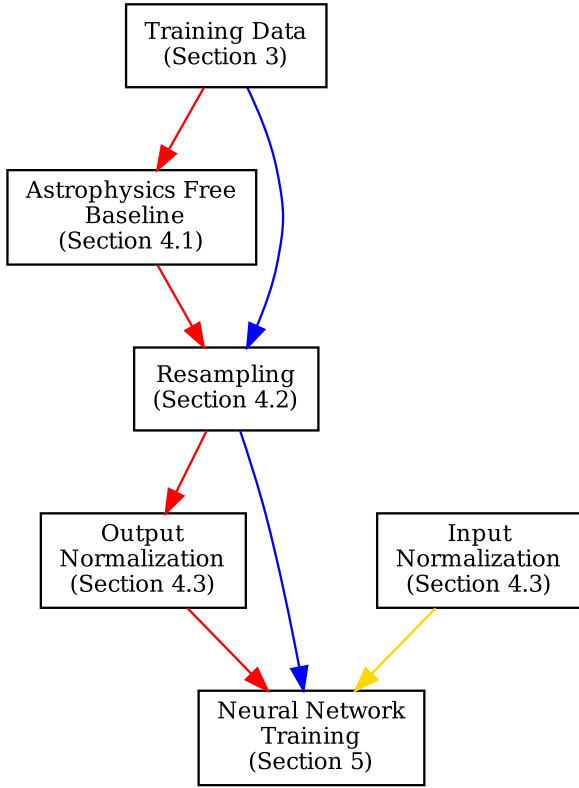 Training Data
(Section 3)
Astrophysics Free
Baseline
(Section 4.1)
Resampling
(Section 4.2)
Output
Normalization
(Section 4.3)
Input
Normalization
(Section 4.3)
Neural Network
Training
(Section 5)